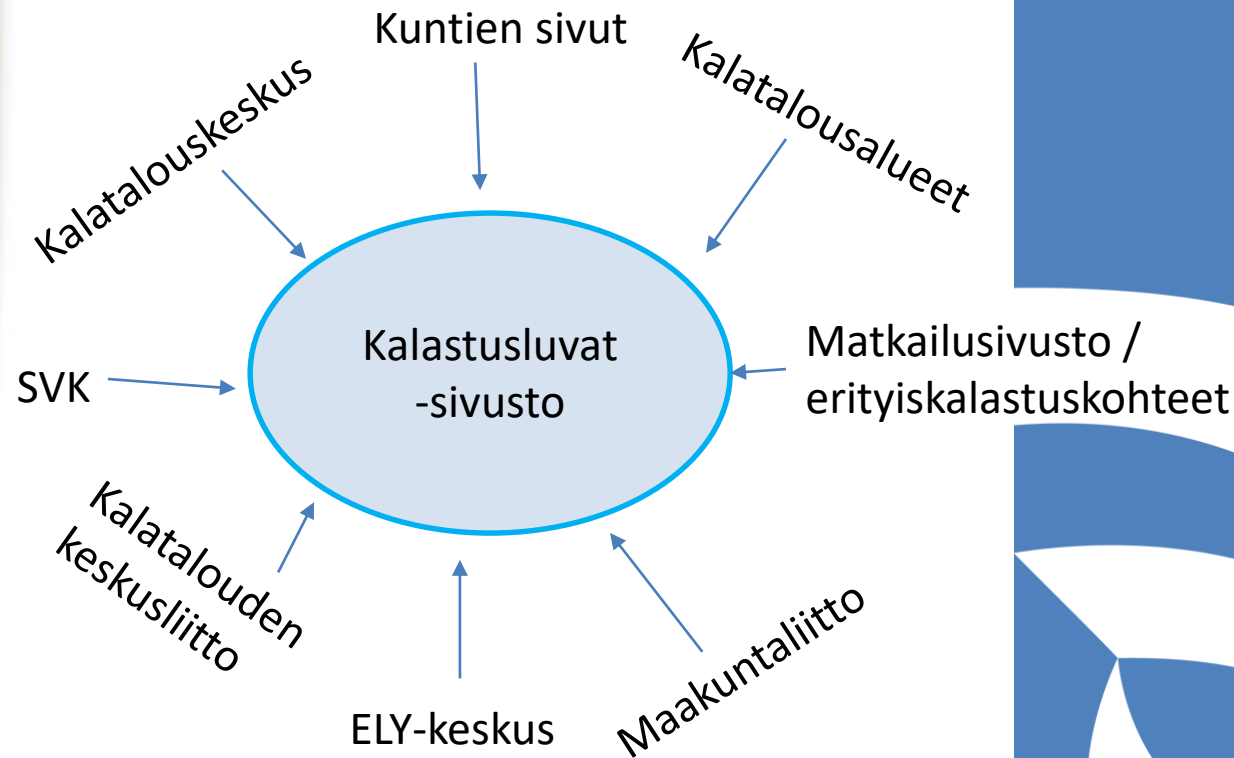 Kuntien sivut
Kalatalousalueet
Kalatalouskeskus
Kalastusluvat
-sivusto
Matkailusivusto /
erityiskalastuskohteet
SVK
Kalatalouden
keskusliitto
Maakuntaliitto
ELY-keskus